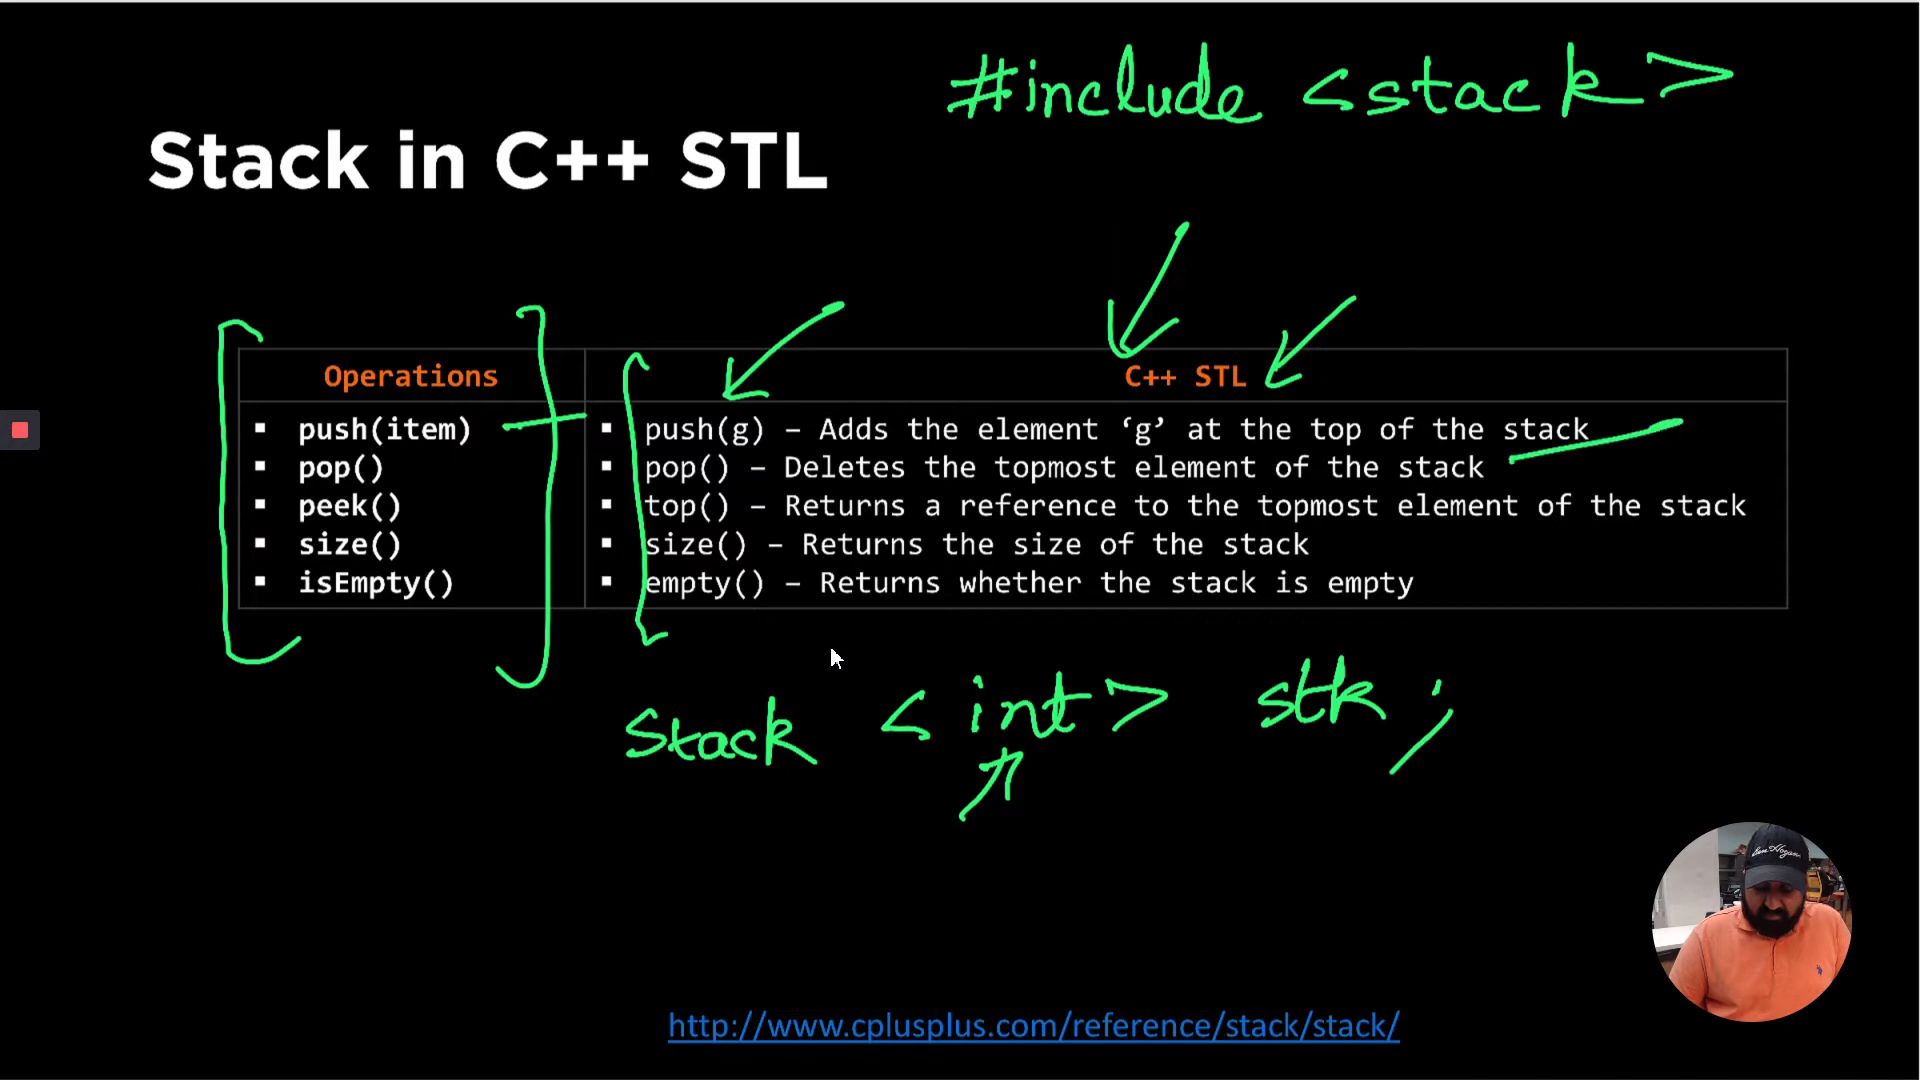 #include <stack>
Stack in C++ STL
Operations
C++ STL
▪ push(item)
▪ pop()
▪ peek()
▪ size()
▪ isEmpty()
▪ push(g) – Adds the element ‘g’ at the top of the stack
▪ pop() – Deletes the topmost element of the stack
▪ top() – Returns a reference to the topmost element of the stack
▪ size() – Returns the size of the stack
▪ empty() – Returns whether the stack is empty
Stack <int> stk;
Ben Hogan
http://www.cplusplus.com/reference/stack/stack/